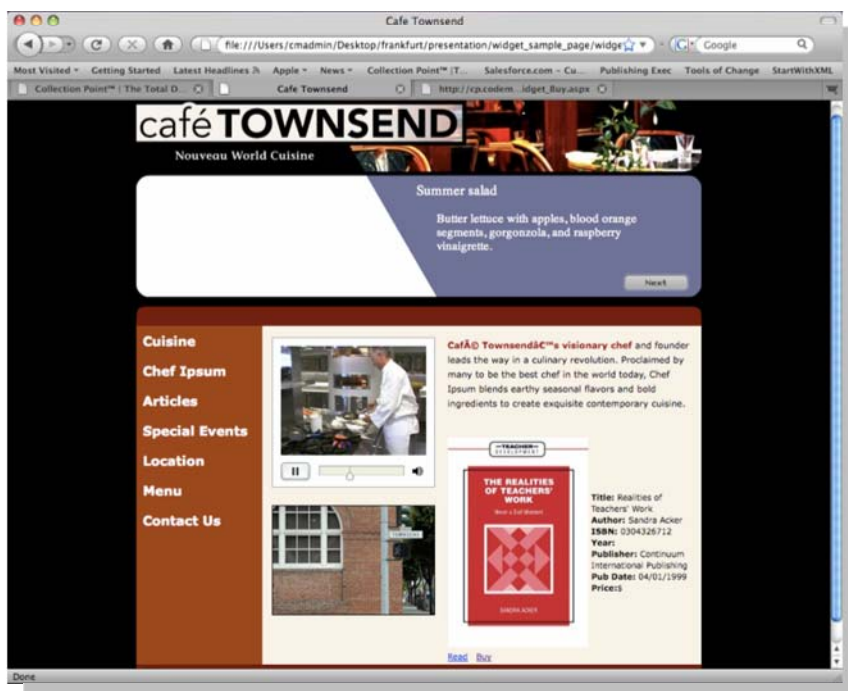 Cafe Townsend
file:///Users/cmadmin/Desktop/frankfurt/presentation/widget_sample_page/widge
Google
Most Visited Getting Started Latest Headlines Apple News Collection Point™ |T... Salesforce.com – Cu... Publishing Exec Tools of Change StartWithXML
Collection Point™ | The Total D... Cafe Townsend http://cp.codem...idget_Buy.aspx
café TOWNSEND
Nouveau World Cuisine
Summer salad
Butter lettuce with apples, blood orange
segments, gorgonzola, and raspberry
vinaigrette.
Next
Cuisine
Chef Ipsum
Articles
Special Events
Location
Menu
Contact Us
CafÃ© Townsendâ€™s visionary chef and founder
leads the way in a culinary revolution. Proclaimed by
many to be the best chef in the world today, Chef
Ipsum blends earthy seasonal flavors and bold
ingredients to create exquisite contemporary cuisine.
TEACHER
DEVELOPMENT
THE REALITIES
OF TEACHERS'
WORK
Never a Dull Moment
SANDRA ACKER
Title: Realities of
Teachers' Work
Author: Sandra Acker
ISBN: 0304326712
Year:
Publisher: Continuum
International Publishing
Pub Date: 04/01/1999
Price:$
Read Buy
TOWNSEND
Done